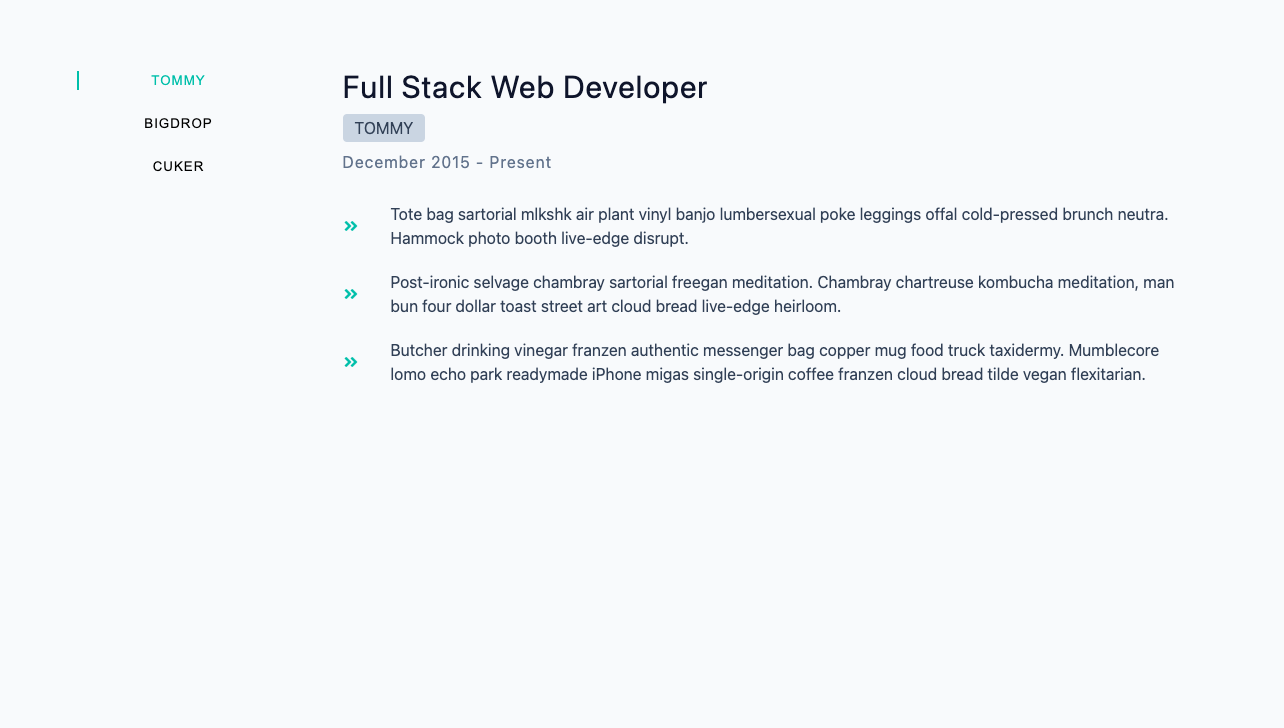 TOMMY
BIGDROP
CUKER
Full Stack Web Developer
TOMMY
December 2015 - Present
Tote bag sartorial mlkshk air plant vinyl banjo lumbersexual poke leggings offal cold-pressed brunch neutra.
Hammock photo booth live-edge disrupt.
Post-ironic selvage chambray sartorial freegan meditation. Chambray chartreuse kombucha meditation, man
bun four dollar toast street art cloud bread live-edge heirloom.
Butcher drinking vinegar franzen authentic messenger bag copper mug food truck taxidermy. Mumblecore
lomo echo park readymade iPhone migas single-origin coffee franzen cloud bread tilde vegan flexitarian.